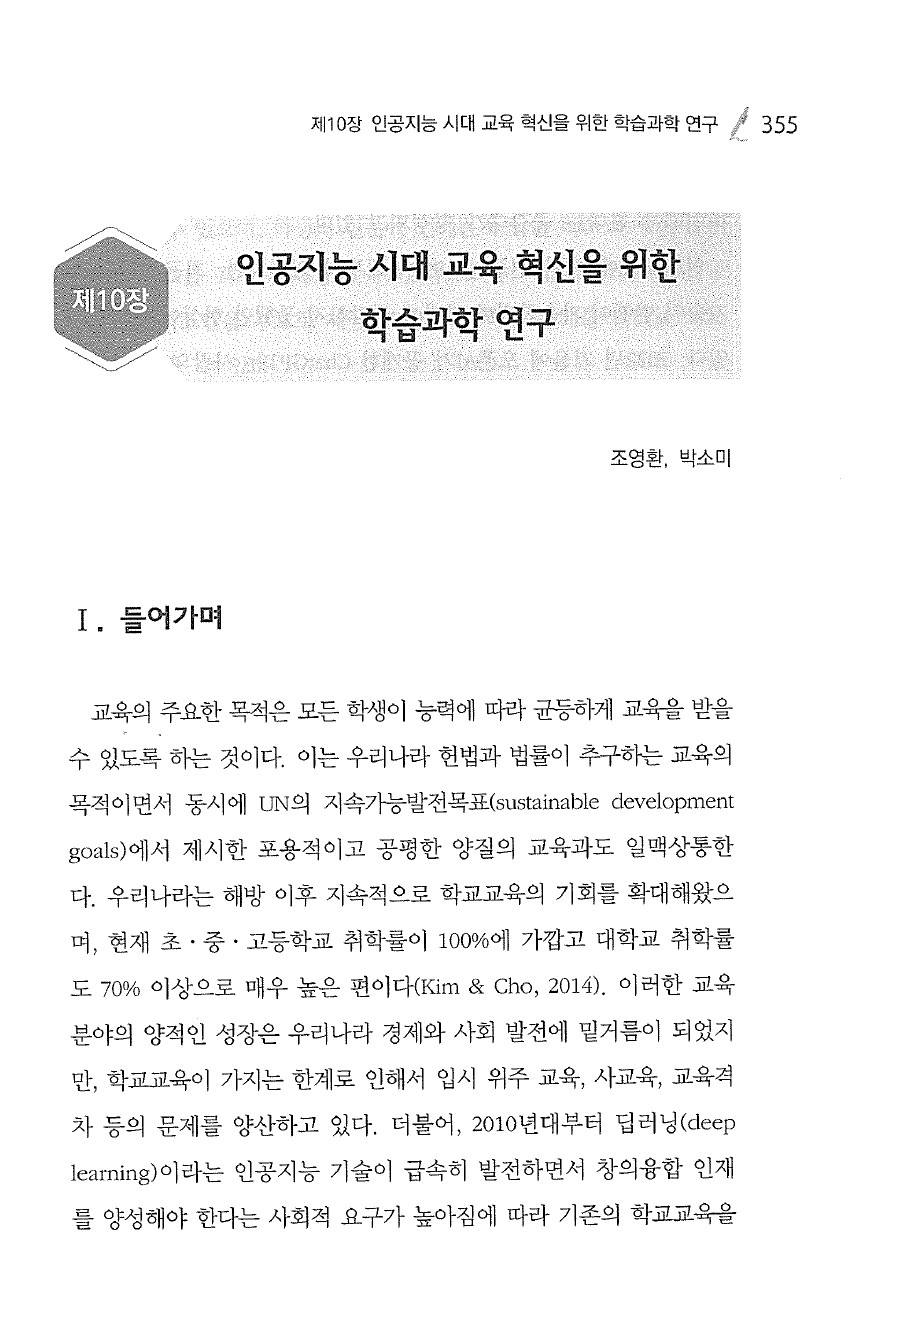 제10장 인공지능 시대 교육 혁신을 위한 학습과학 연구 355
제10장
인공지능 시대 교육 혁신을 위한
학습과학 연구
조영환, 박소미
Ⅰ. 들어가며
교육의 주요한 목적은 모든 학생이 능력에 따라 균등하게 교육을 받을
수 있도록 하는 것이다. 이는 우리나라 헌법과 법률이 추구하는 교육의
목적이면서 동시에 UN의 지속가능발전목표(sustainable development
goals)에서 제시한 포용적이고 공평한 양질의 교육과도 일맥상통한
다. 우리나라는 해방 이후 지속적으로 학교교육의 기회를 확대해왔으
며, 현재 초·중·고등학교 취학률이 100%에 가깝고 대학교 취학률
도 70% 이상으로 매우 높은 편이다(Kim & Cho, 2014). 이러한 교육
분야의 양적인 성장은 우리나라 경제와 사회 발전에 밑거름이 되었지
만, 학교교육이 가지는 한계로 인해서 입시 위주 교육, 사교육, 교육격
차 등의 문제를 양산하고 있다. 더불어, 2010년대부터 딥러닝(deep
learning)이라는 인공지능 기술이 급속히 발전하면서 창의융합 인재
를 양성해야 한다는 사회적 요구가 높아짐에 따라 기존의 학교교육을